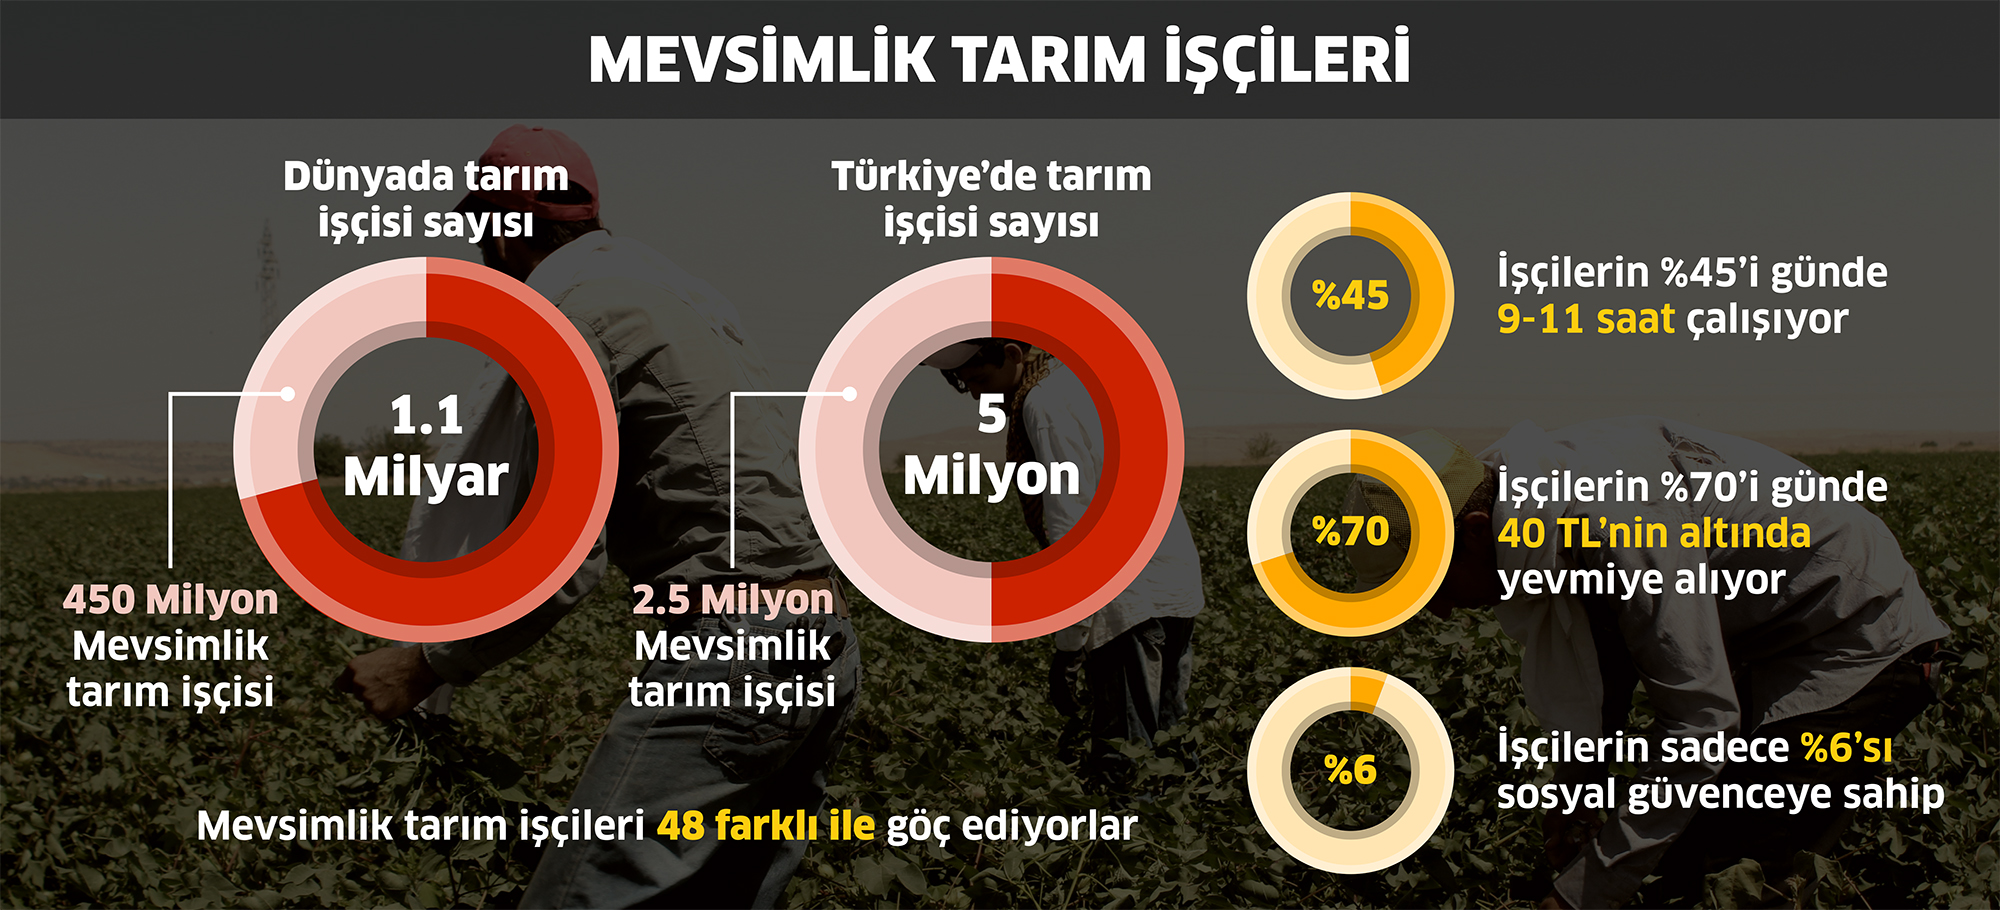 MEVSİMLİK TARIM İŞÇİLERİ
Dünyada tarım
işçisi sayısı
1.1
Milyar
450 Milyon
Mevsimlik
tarım işçisi
Türkiye’de tarım
işçisi sayısı
5
Milyon
2.5 Milyon
Mevsimlik
tarım işçisi
Mevsimlik tarım işçileri 48 farklı ile göç ediyorlar
%45
İşçilerin %45’i günde
9-11 saat çalışıyor
%70
İşçilerin %70’i günde
40 TL’nin altında
yevmiye alıyor
%6
İşçilerin sadece %6’sı
sosyal güvenceye sahip